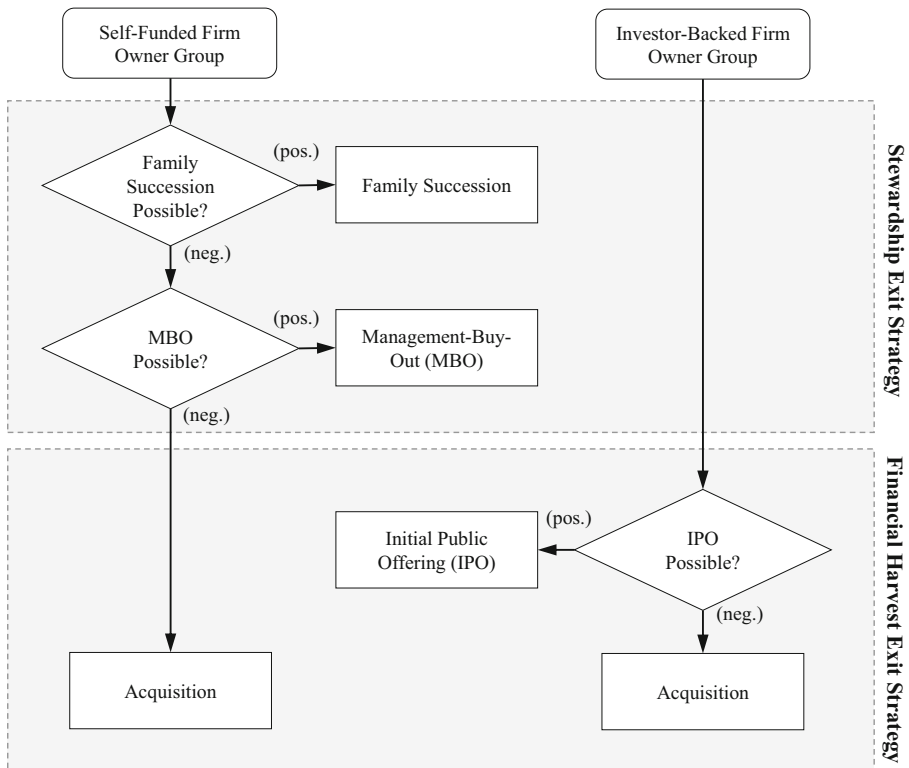 Self-Funded Firm
Owner Group
Investor-Backed Firm
Owner Group
Stewardship Exit Strategy
Family
Succession
Possible?
(pos.)
Family Succession
(neg.)
MBO
Possible?
(pos.)
Management-Buy-
Out (MBO)
(neg.)
Financial Harvest Exit Strategy
Initial Public
Offering (IPO)
(pos.)
IPO
Possible?
(neg.)
Acquisition
Acquisition